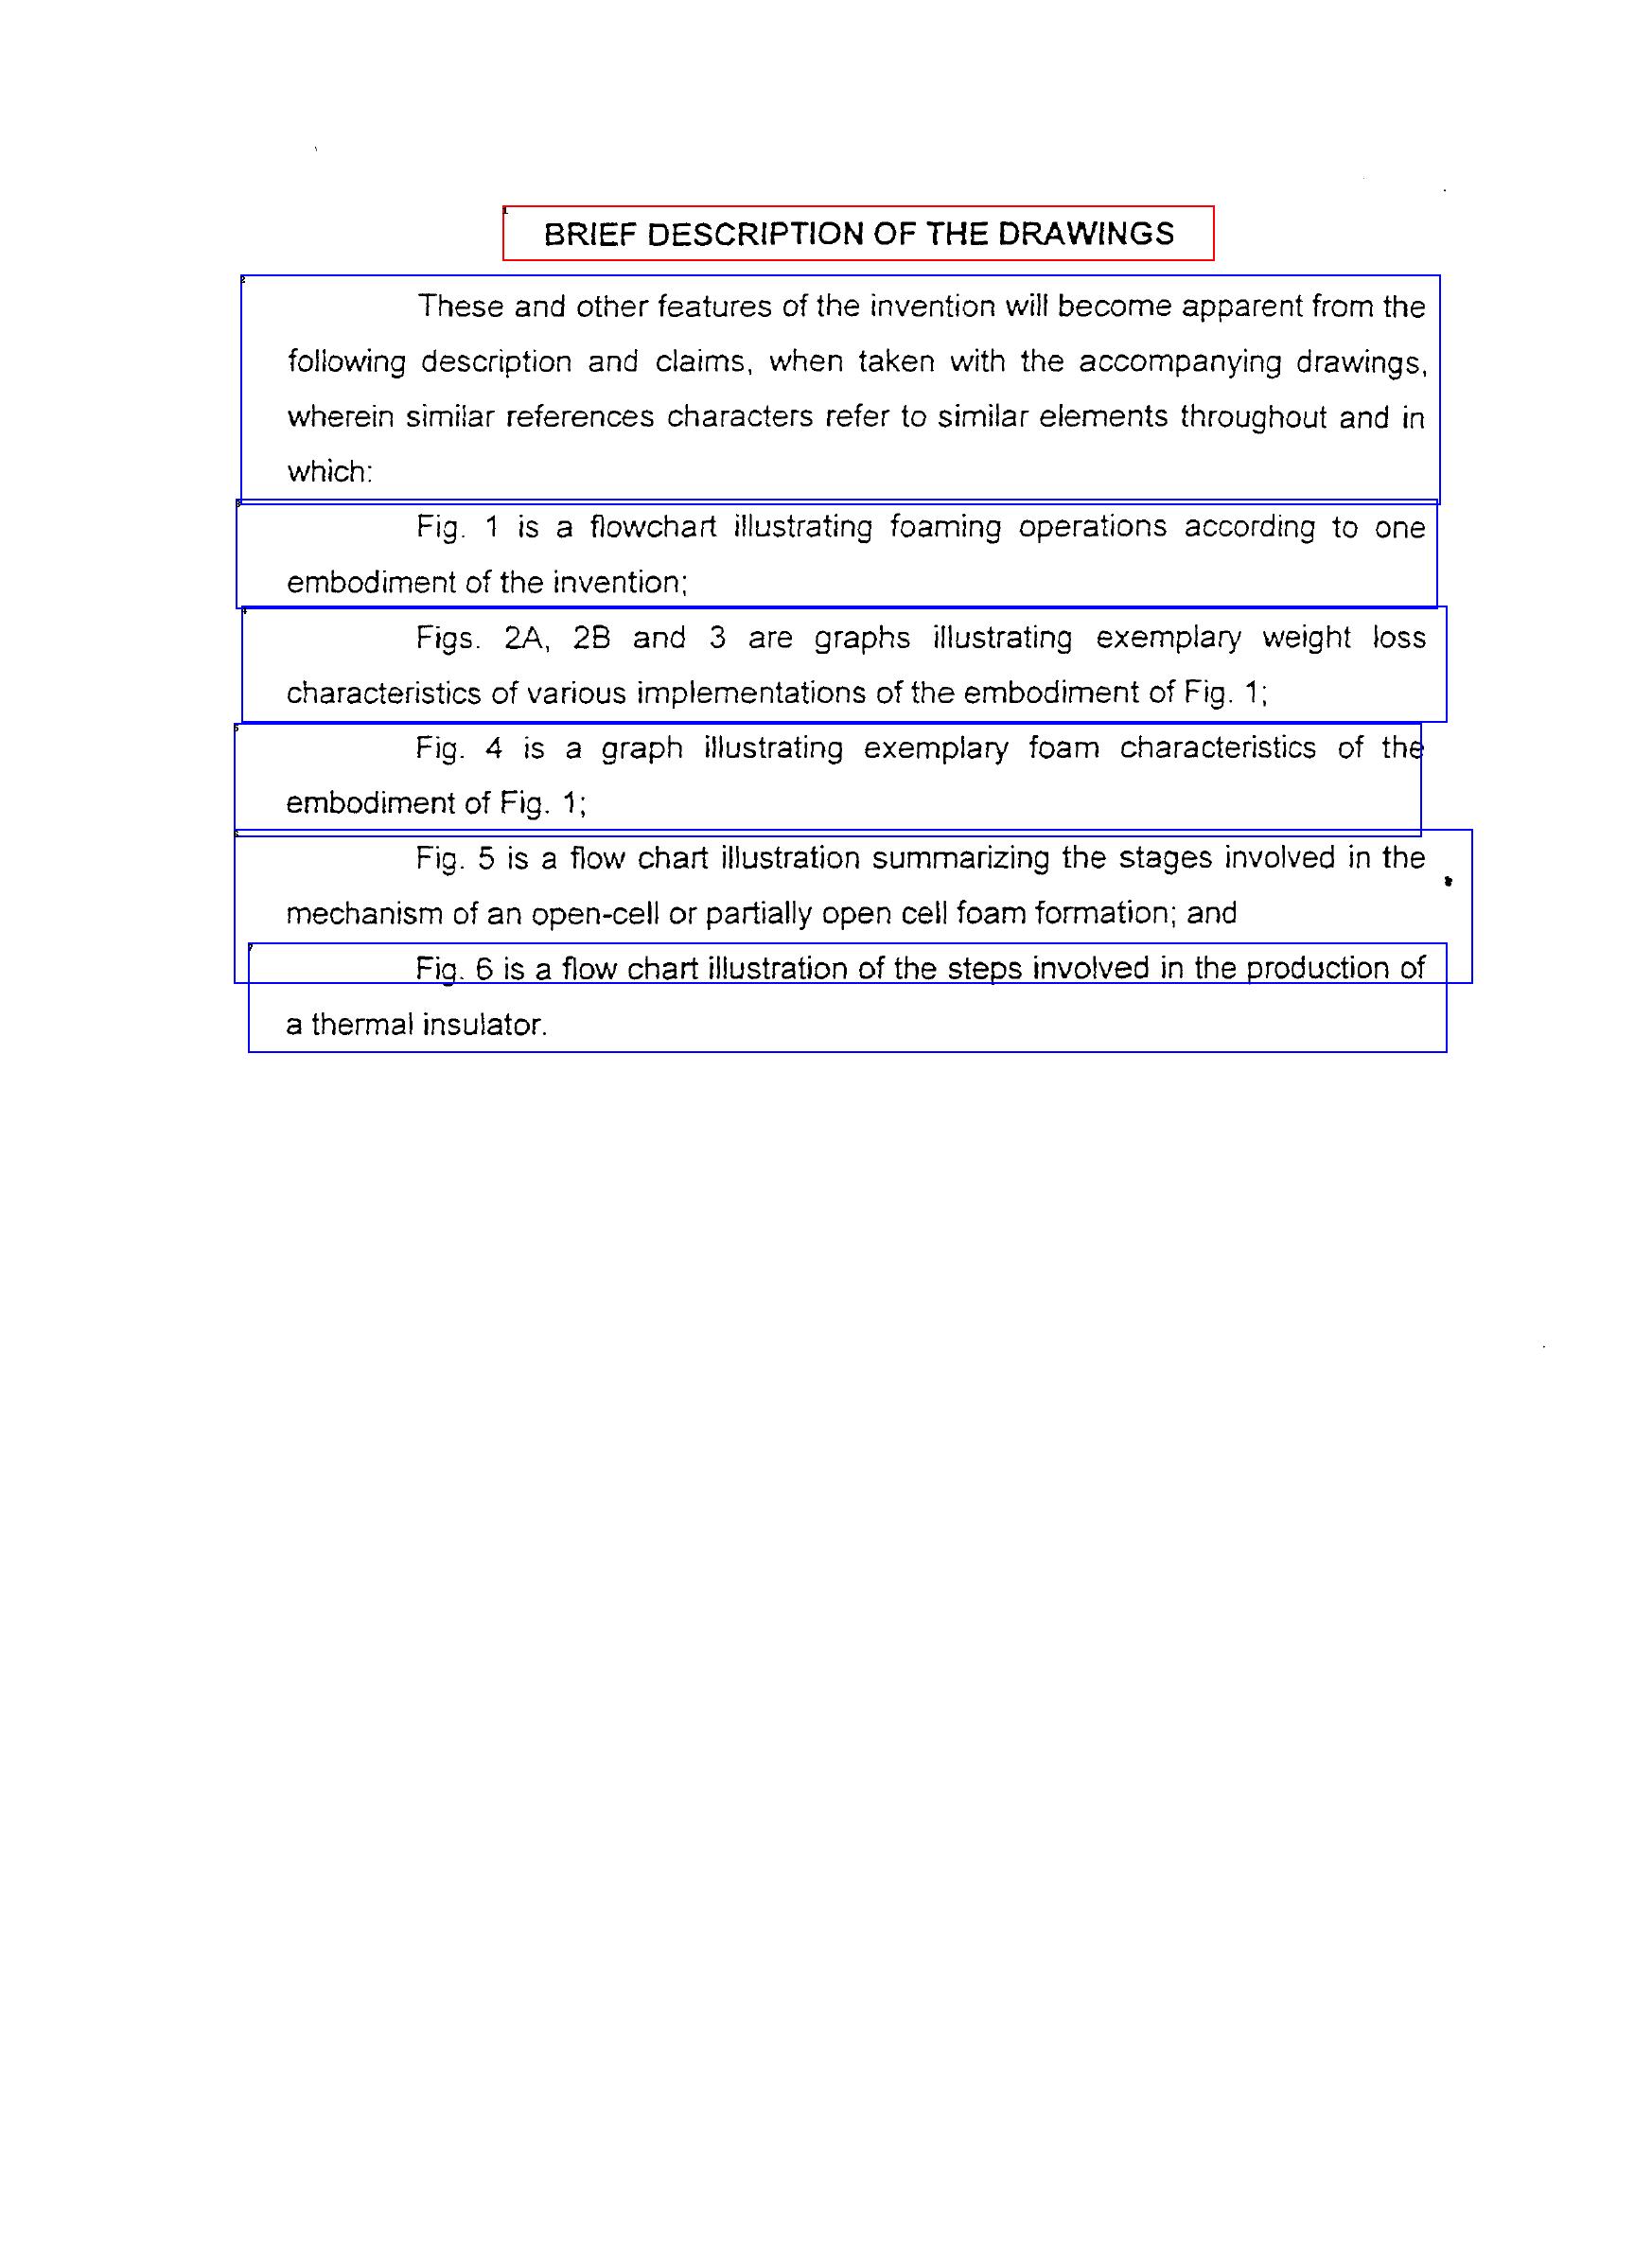 BRIEF DESCRIPTION OF THE DRAWINGS
These and other features of the invention will become apparent from the
following description and claims, when taken with the accompanying drawings,
wherein similar references characters refer to similar elements throughout and in
which:
Fig. 1 is a flowchart illustrating foaming operations according to one
embodiment of the invention;
Figs. 2A, 2B and 3 are graphs illustrating exemplary weight loss
characteristics of various implementations of the embodiment of Fig. 1;
Fig. 4 is a graph illustrating exemplary foam characteristics of the
embodiment of Fig. 1;
Fig. 5 is a flow chart illustration summarizing the stages involved in the
mechanism of an open-cell or partially open cell foam formation; and
Fig. 6 is a flow chart illustration of the steps involved in the production of
a thermal insulator.